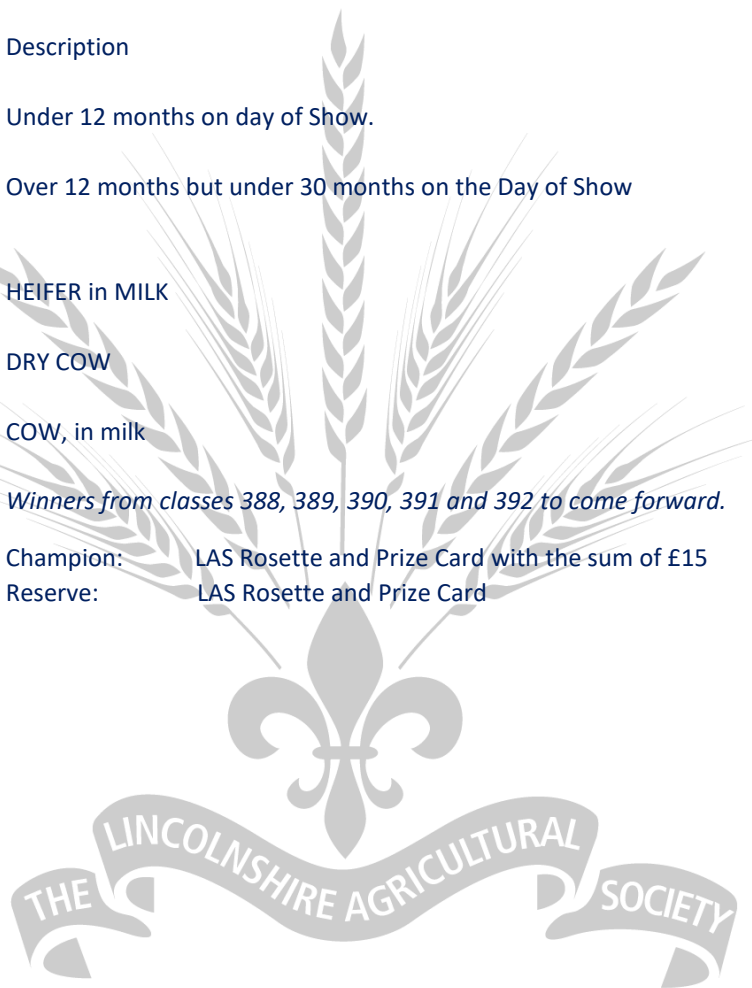 Description
Under 12 months on day of Show.
Over 12 months but under 30 months on the Day of Show
HEIFER in MILK
DRY COW
COW, in milk
Winners from classes 388, 389, 390, 391 and 392 to come forward.
Champion: LAS Rosette and Prize Card with the sum of £15
Reserve: LAS Rosette and Prize Card
THE LINCOLNSHIRE AGRICULTURAL SOCIETY